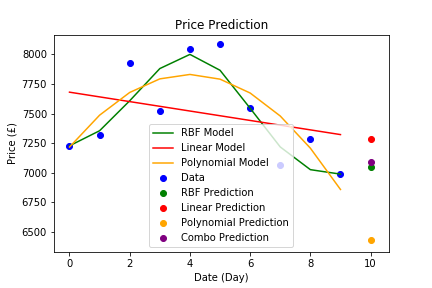 Price Prediction
Price (£)
8000
7750
7500
7250
7000
6750
6500
RBF Model
Linear Model
Polynomial Model
Data
RBF Prediction
Linear Prediction
Polynomial Prediction
Combo Prediction
0 2 4 6 8 10
Date (Day)